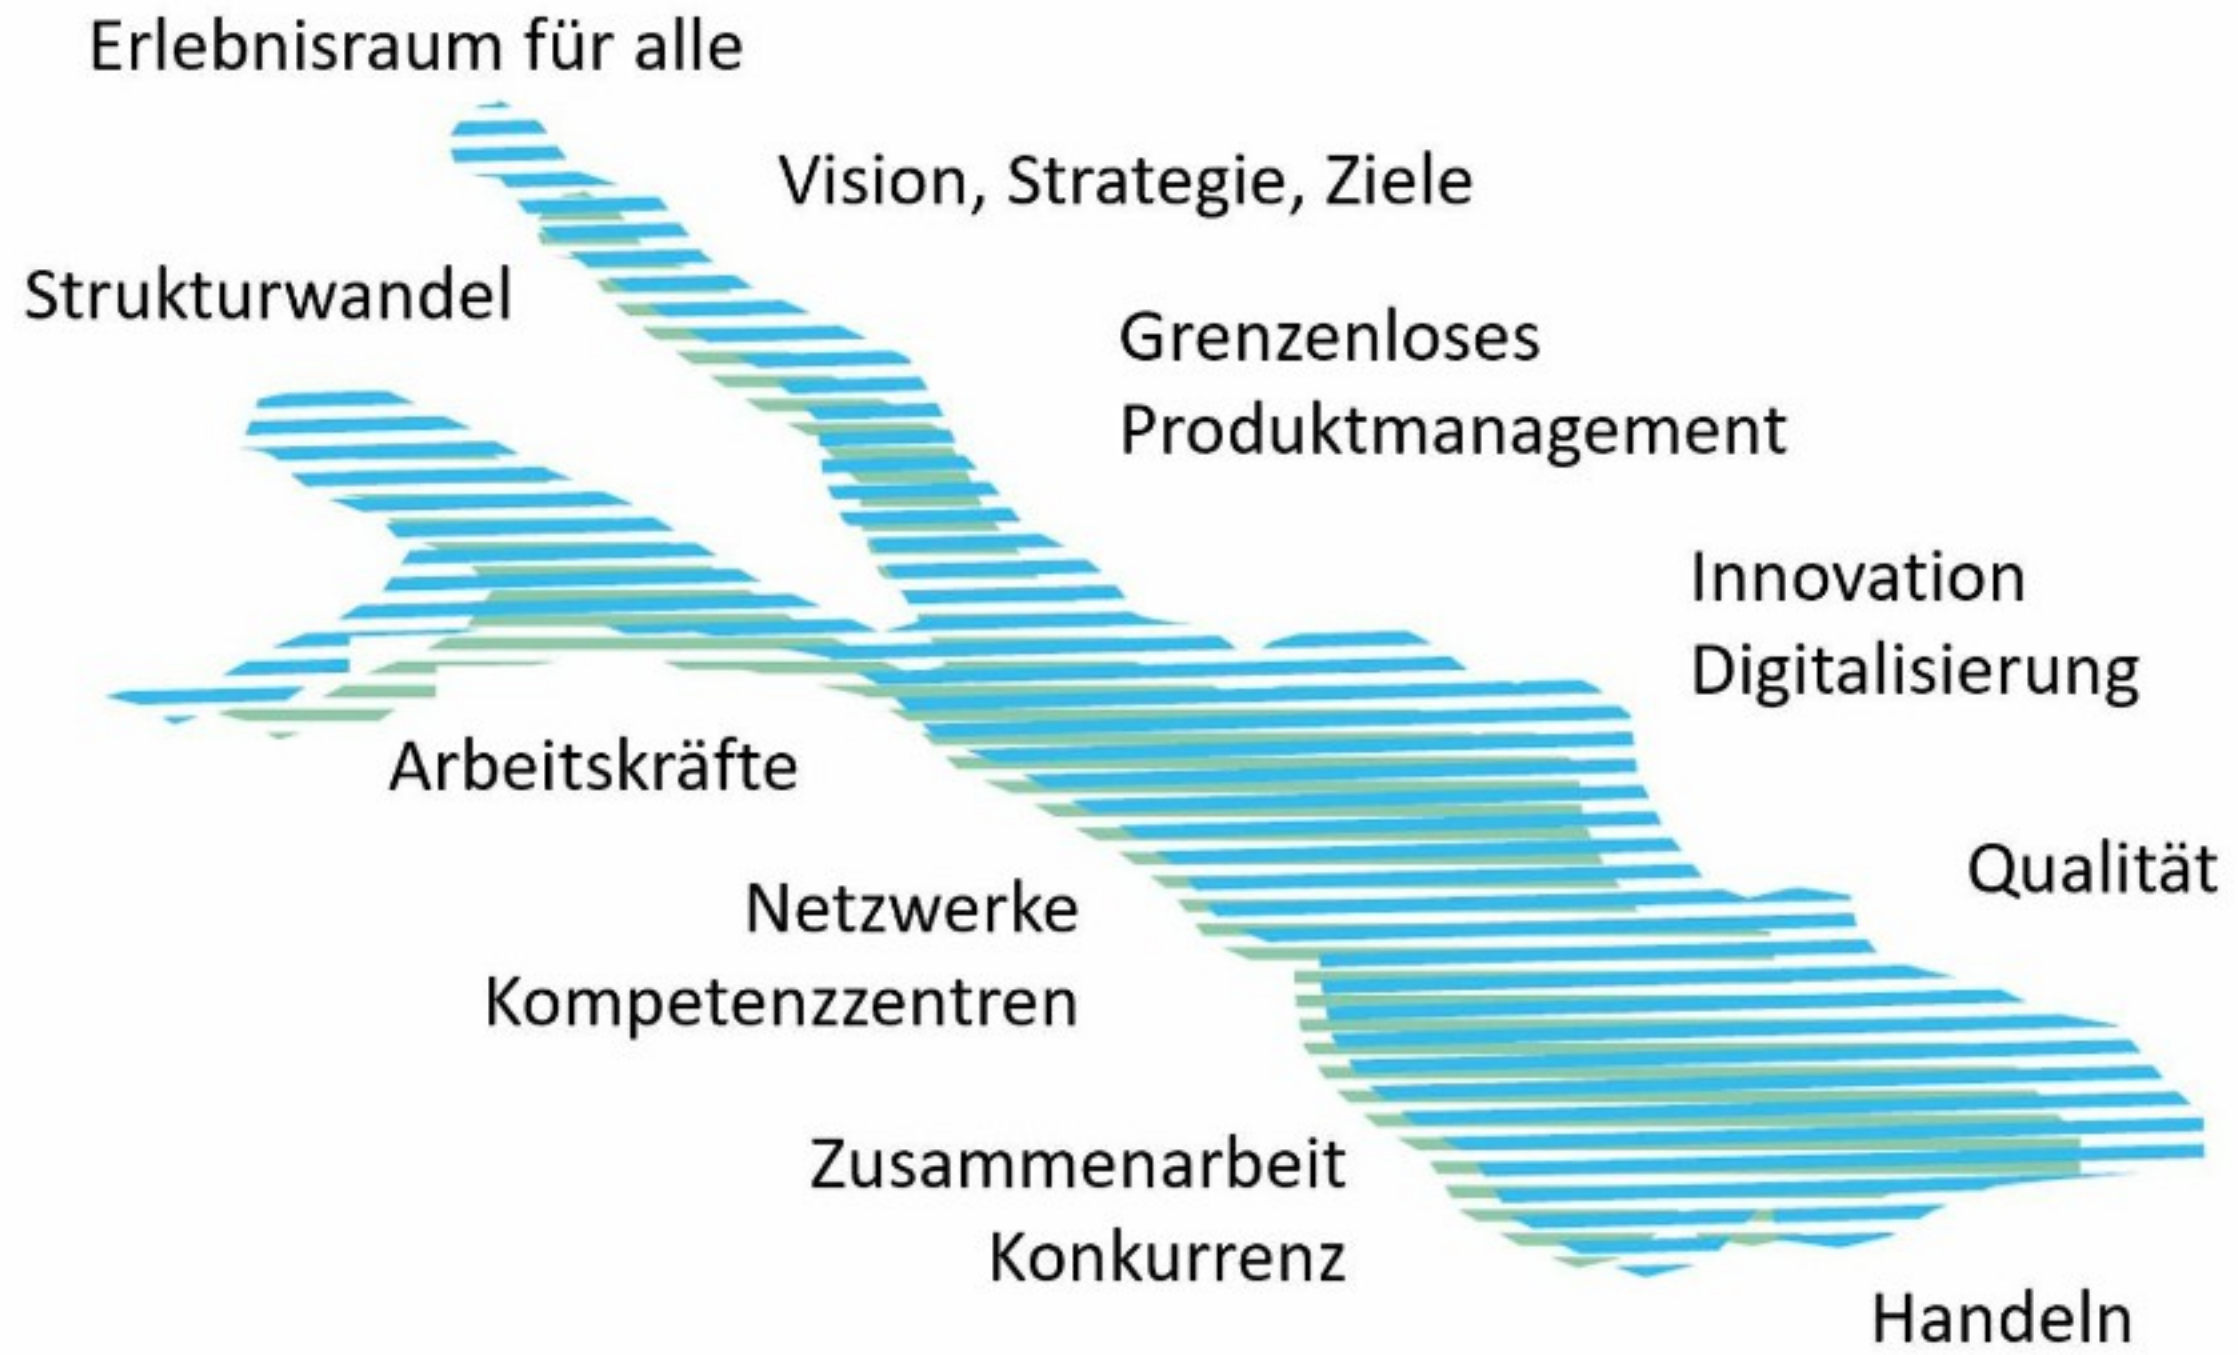 Erlebnisraum für alle
Vision, Strategie, Ziele
Strukturwandel
Grenzenloses
Produktmanagement
Innovation
Digitalisierung
Arbeitskräfte
Qualität
Netzwerke
Kompetenzzentren
Zusammenarbeit
Konkurrenz
Handeln